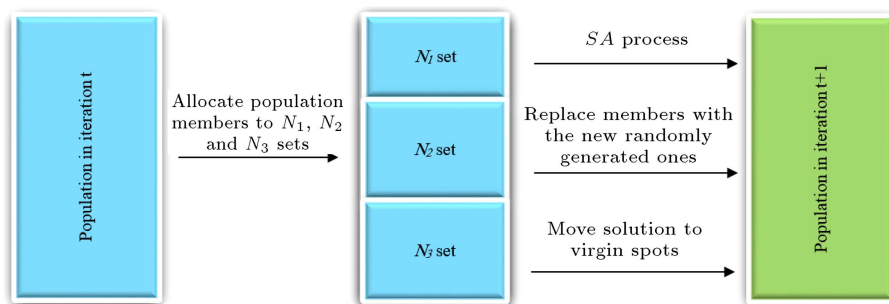 Population in iteration t
Allocate population
members to N1, N2
and N3 sets
N1 set
N2 set
N3 set
SA process
Replace members with
the new randomly
generated ones
Move solution to
virgin spots
Population in iteration t+1